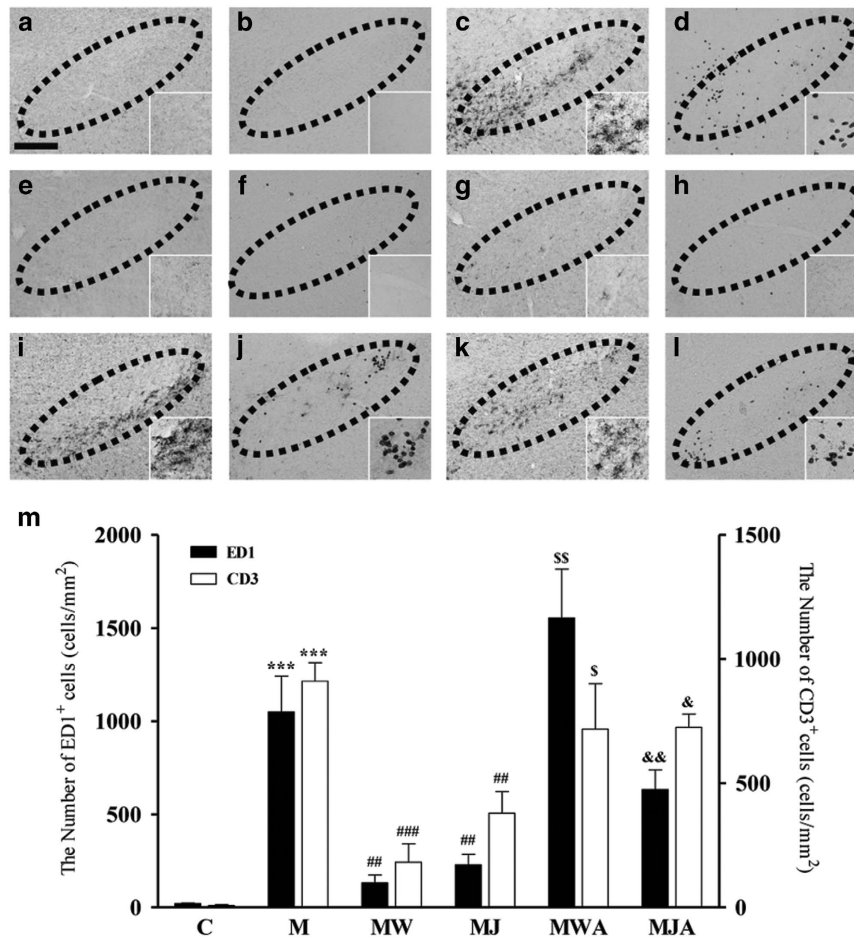 a b c d
e f g h
i j k l
m
2000
1500
1000
500
0
The Number of ED1⁺ cells (cells/mm²)
ED1
CD3
***
***
##
###
##
##
$$
$
&&
&
1500
1000
500
0
The Number of CD3⁺cells (cells/mm²)
C M MW MJ MWA MJA